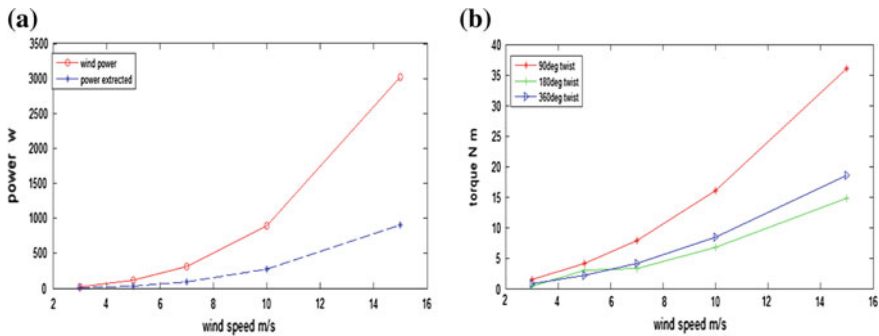 (a)
3500
3000
2500
2000
1500
1000
500
0
power w
wind power
power extrected
2 4 6 8 10 12 14 16
wind speed m/s
(b)
40
35
30
25
20
15
10
5
0
torque N m
90deg twist
180deg twist
360deg twist
2 4 6 8 10 12 14 16
wind speed m/s